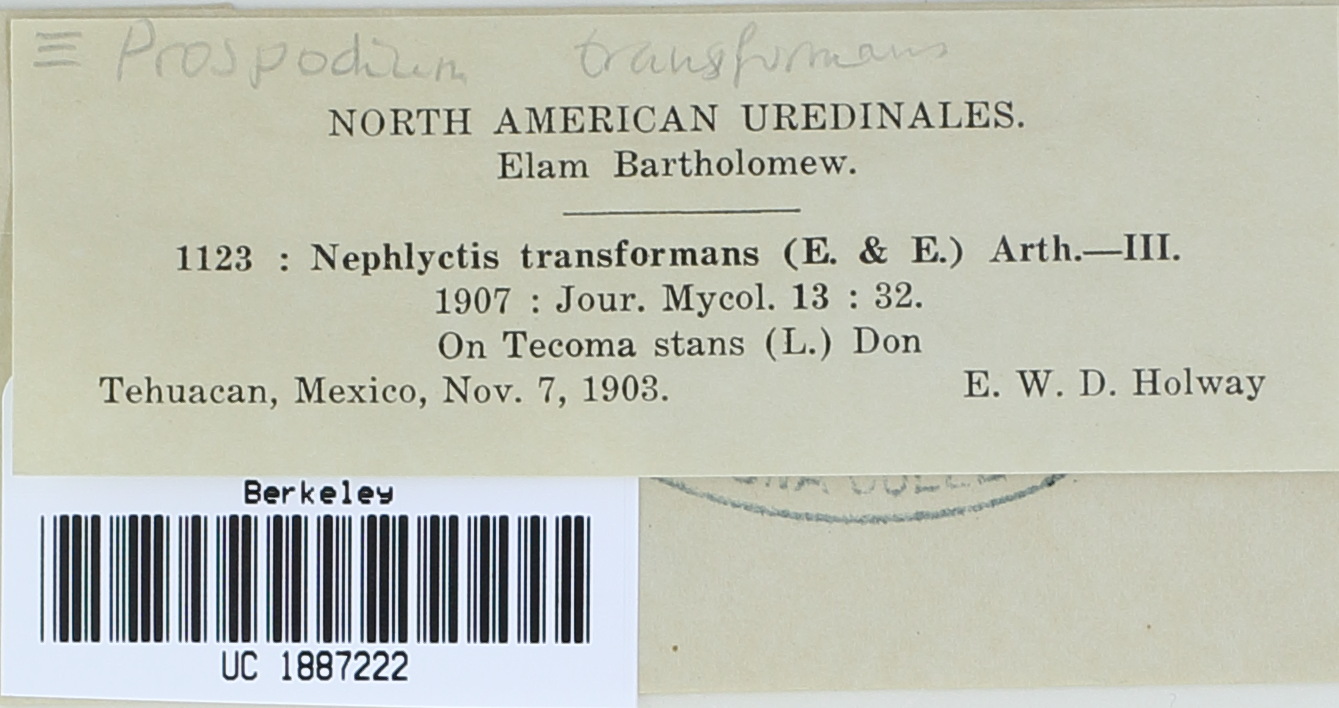 ≡ Prospodium transformans
NORTH AMERICAN UREDINALES.
Elam Bartholomew.
1123 : Nephlyctis transformans (E. & E.) Arth.—III.
1907 : Jour. Mycol. 13 : 32.
On Tecoma stans (L.) Don
Tehuacan, Mexico, Nov. 7, 1903. E. W. D. Holway
Berkeley
UC 1887222